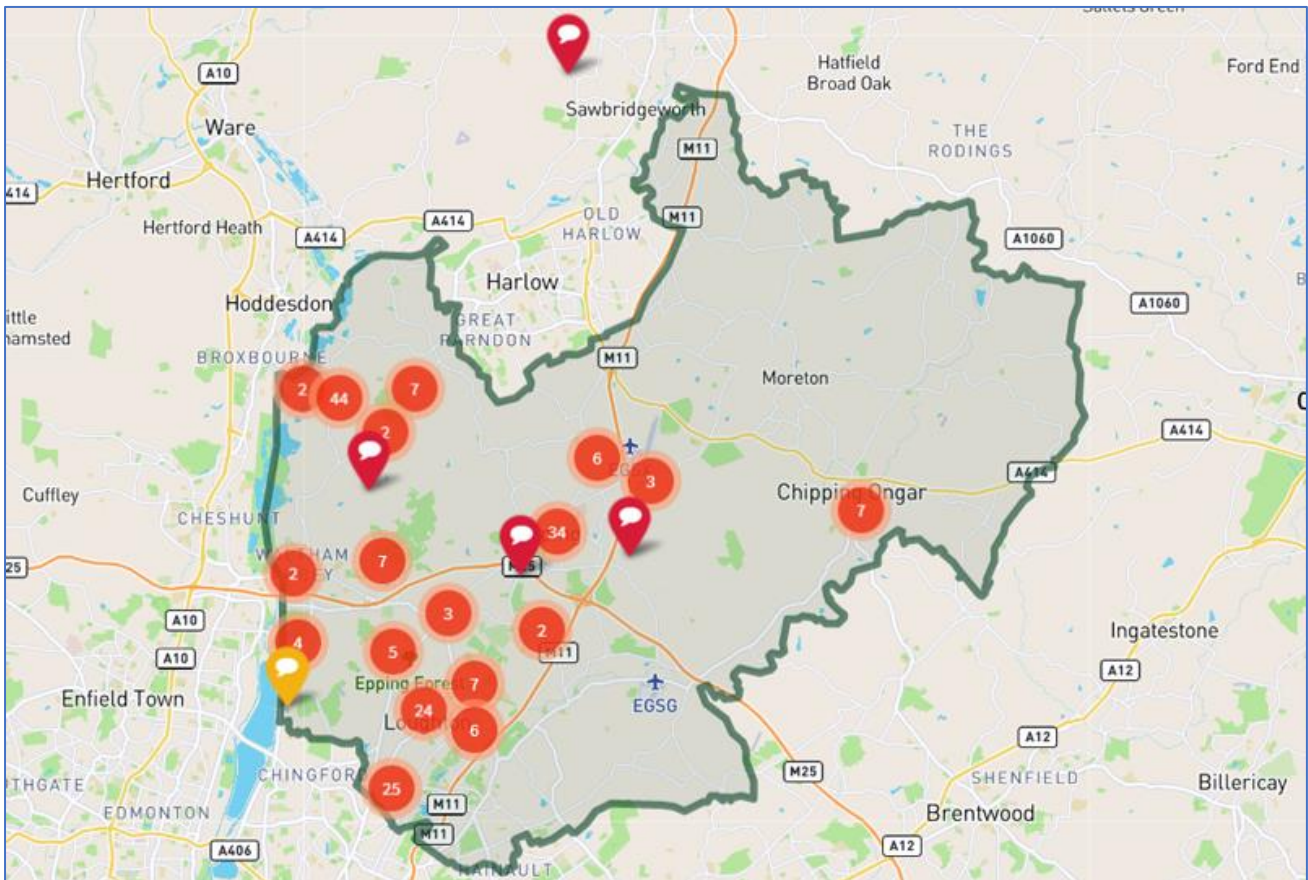 A10
Hatfield
Broad Oak
Ford End
Sawbridgeworth
Ware
THE
RODINGS
M11
Hertford
414
M11
A414
OLD
HARLOW
Hertford Heath
A414
A1060
Harlow
Hoddesdon
A1060
GREAT
PARNDON
ittle
hamsted
BROXBOURNE
M11
Moreton
2
44
7
2
A414
6
A414
3
Chipping Ongar
7
Cuffley
CHESHUNT
34
25
2
7
A10
3
2
M11
Ingatestone
4
5
A10
A12
Enfield Town
Epping Forest
7
EGSG
24
Loughton
6
A12
CHINGFORD
M25
SHENFIELD
Billericay
25
THGATE
EDMONTON
M11
Brentwood
M11
A406
A12
HAINAULT